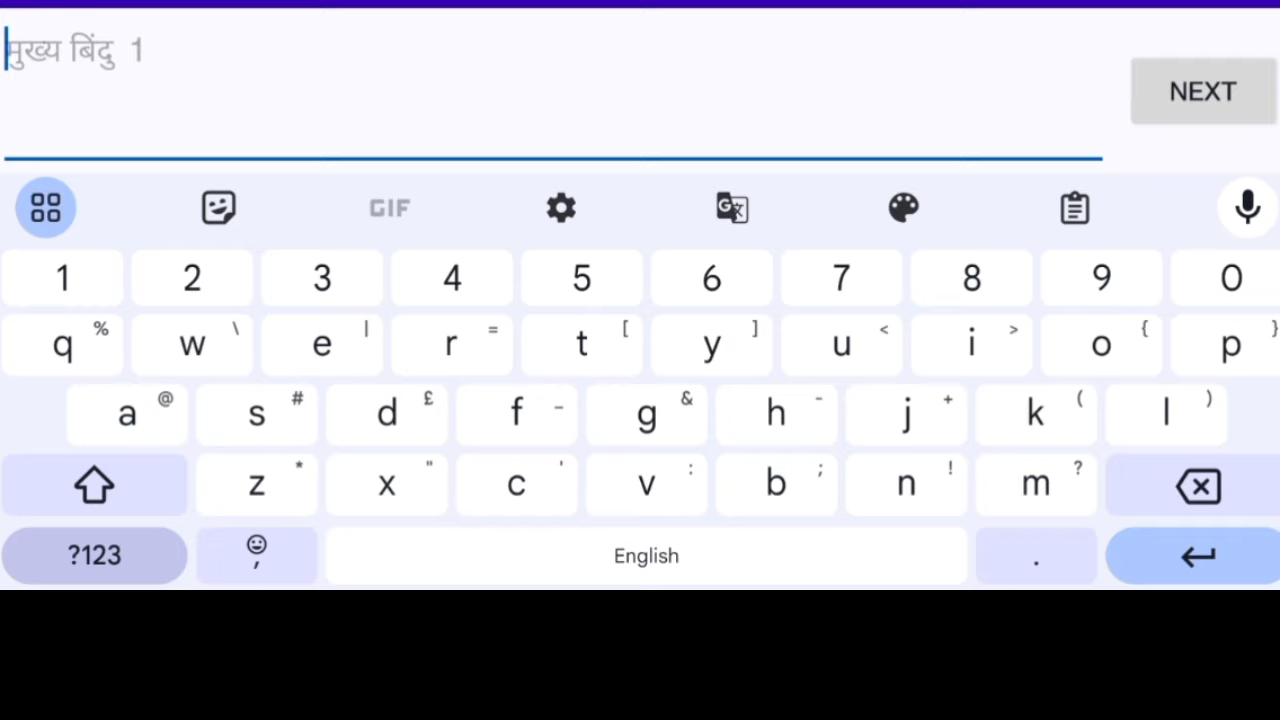 मुख्य बिंदु 1
NEXT
GIF
1 2 3 4 5 6 7 8 9 0
q % w \ e | r = t [ y ] u < i > o { p }
a @ s # d £ f _ g & h - j + k ( l )
z * x " c ' v : b ; n ! m ?
?123 , English .